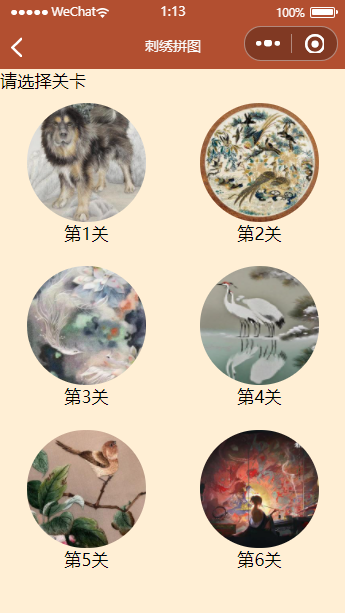 WeChat 1:13 100%
刺绣拼图
请选择关卡
第1关 第2关
第3关 第4关
第5关 第6关